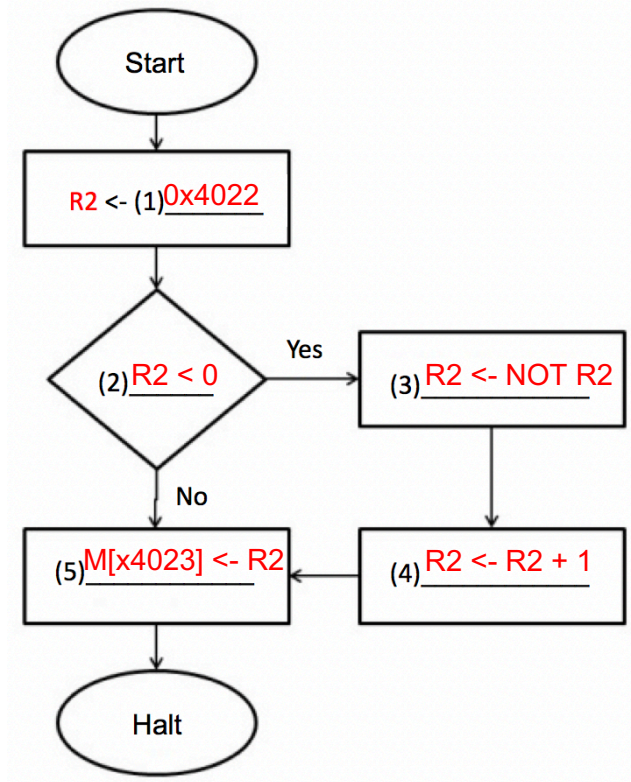 Start
R2 <- (1)0x4022
(2)R2 < 0
Yes
(3)R2 <- NOT R2
No
(5)M[x4023] <- R2
(4)R2 <- R2 + 1
Halt